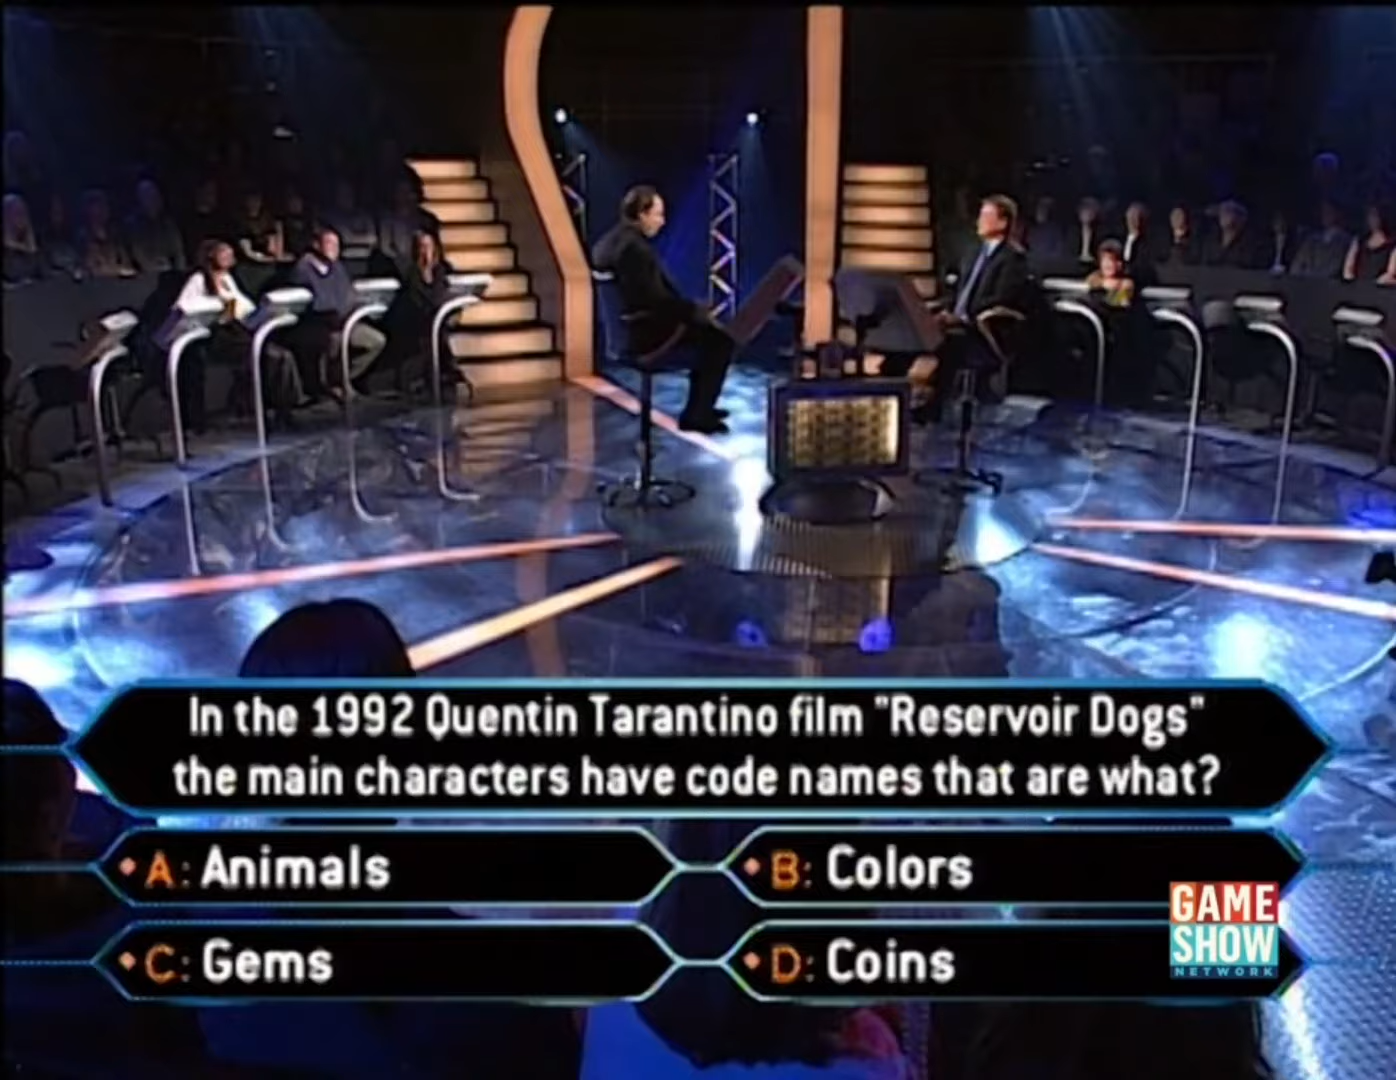 In the 1992 Quentin Tarantino film "Reservoir Dogs"
the main characters have code names that are what?
A: Animals
B: Colors
C: Gems
D: Coins
GAME
SHOW
NETWORK